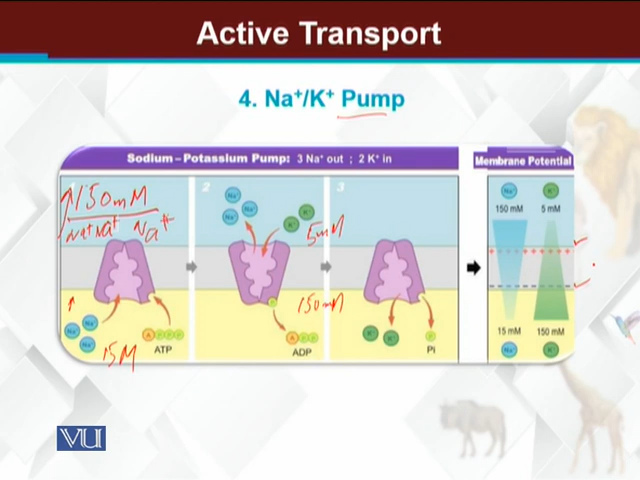 Active Transport
4. Na⁺/K⁺ Pump
Sodium – Potassium Pump: 3 Na⁺ out ; 2 K⁺ in
Membrane Potential
150mM
Na⁺ Na⁺ Na⁺
2
3
Na⁺
Na⁺
Na⁺
K⁺
K⁺
5mM
Na⁺
K⁺
150 mM
5 mM
+ + + + + + + + + +
150mM
P
Na⁺
Na⁺
Na⁺
15M
A P P P
ATP
A P P
ADP
K⁺
K⁺
P
Pi
15 mM
150 mM
Na⁺
K⁺
VU